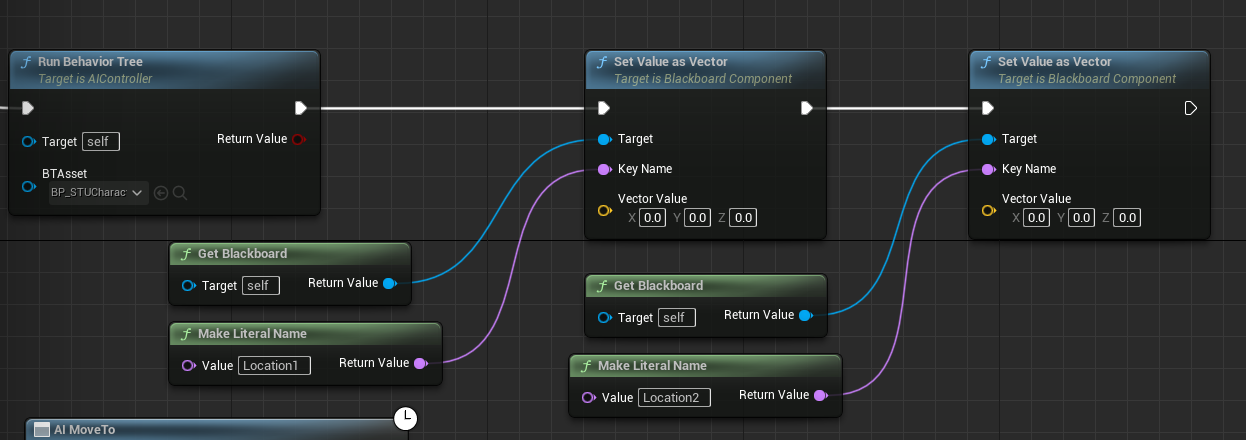 Run Behavior Tree
Target is AIController
Target self
Return Value
BTAsset
BP_STUCharac
Set Value as Vector
Target is Blackboard Component
Target
Key Name
Vector Value
X 0.0 Y 0.0 Z 0.0
Set Value as Vector
Target is Blackboard Component
Target
Key Name
Vector Value
X 0.0 Y 0.0 Z 0.0
Get Blackboard
Target self
Return Value
Make Literal Name
Value Location1
Return Value
Get Blackboard
Target self
Return Value
Make Literal Name
Value Location2
Return Value
AI MoveTo